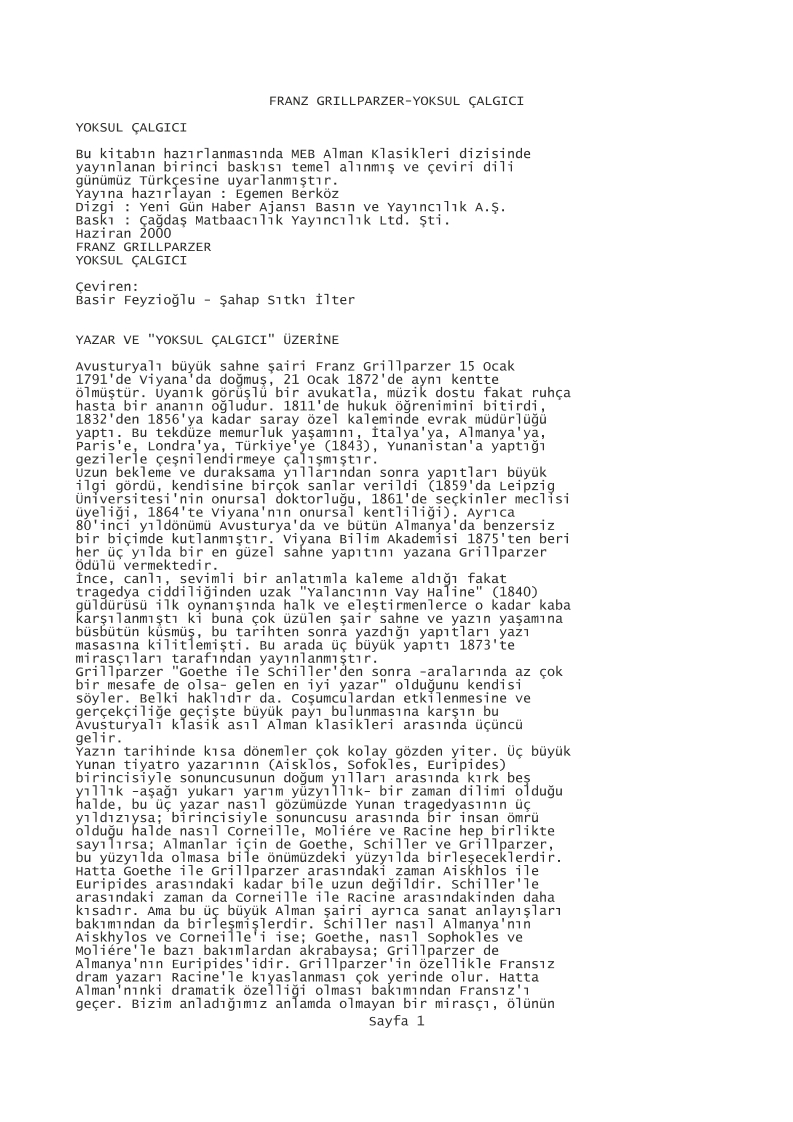 FRANZ GRILLPARZER-YOKSUL ÇALGICI
YOKSUL ÇALGICI
Bu kitabın hazırlanmasında MEB Alman Klasikleri dizisinde
yayınlanan birinci baskısı temel alınmış ve çeviri dili
günümüz Türkçesine uyarlanmıştır.
Yayına hazırlayan : Egemen Berköz
Dizgi : Yeni Gün Haber Ajansı Basın ve Yayıncılık A.Ş.
Baskı : Çağdaş Matbaacılık Yayıncılık Ltd. Şti.
Haziran 2000
FRANZ GRILLPARZER
YOKSUL ÇALGICI
Çeviren:
Basir Feyzioğlu - Şahap Sıtkı İlter
YAZAR VE "YOKSUL ÇALGICI" ÜZERİNE
Avusturyalı büyük sahne şairi Franz Grillparzer 15 Ocak
1791'de Viyana'da doğmuş, 21 Ocak 1872'de aynı kentte
ölmüştür. Uyanık görüşlü bir avukatla, müzik dostu fakat ruhça
hasta bir ananın oğludur. 1811'de hukuk öğrenimini bitirdi,
1832'den 1856'ya kadar saray özel kaleminde evrak müdürlüğü
yaptı. Bu tekdüze memurluk yaşamını, İtalya'ya, Almanya'ya,
Paris'e, Londra'ya, Türkiye'ye (1843), Yunanistan'a yaptığı
gezilerle çeşnilendirmeye çalışmıştır.
Uzun bekleme ve duraksama yıllarından sonra yapıtları büyük
ilgi gördü, kendisine birçok sanlar verildi (1859'da Leipzig
Üniversitesi'nin onursal doktorluğu, 1861'de seçkinler meclisi
üyeliği, 1864'te Viyana'nın onursal kentliliği). Ayrıca
80'inci yıldönümü Avusturya'da ve bütün Almanya'da benzersiz
bir biçimde kutlanmıştır. Viyana Bilim Akademisi 1875'ten beri
her üç yılda bir en güzel sahne yapıtını yazana Grillparzer
Ödülü vermektedir.
İnce, canlı, sevimli bir anlatımla kaleme aldığı fakat
tragedya ciddiliğinden uzak "Yalancının Vay Haline" (1840)
güldürüsü ilk oynanışında halk ve eleştirmenlerce o kadar kaba
karşılanmıştı ki buna çok üzülen şair sahne ve yazın yaşamına
büsbütün küsmüş, bu tarihten sonra yazdığı yapıtları yazı
masasına kilitlemişti. Bu arada üç büyük yapıtı 1873'te
mirasçıları tarafından yayınlanmıştır.
Grillparzer "Goethe ile Schiller'den sonra -aralarında az çok
bir mesafe de olsa- gelen en iyi yazar" olduğunu kendisi
söyler. Belki haklıdır da. Coşumculardan etkilenmesine ve
gerçekçiliğe geçişte büyük payı bulunmasına karşın bu
Avusturyalı klasik asıl Alman klasikleri arasında üçüncü
gelir.
Yazın tarihinde kısa dönemler çok kolay gözden yiter. Üç büyük
Yunan tiyatro yazarının (Aisklos, Sofokles, Euripides)
birincisiyle sonuncusunun doğum yılları arasında kırk beş
yıllık -aşağı yukarı yarım yüzyıllık- bir zaman dilimi olduğu
halde, bu üç yazar nasıl gözümüzde Yunan tragedyasının üç
yıldızıysa; birincisiyle sonuncusu arasında bir insan ömrü
olduğu halde nasıl Corneille, Moliére ve Racine hep birlikte
sayılırsa; Almanlar için de Goethe, Schiller ve Grillparzer,
bu yüzyılda olmasa bile önümüzdeki yüzyılda birleşeceklerdir.
Hatta Goethe ile Grillparzer arasındaki zaman Aiskhlos ile
Euripides arasındaki kadar bile uzun değildir. Schiller'le
arasındaki zaman da Corneille ile Racine arasındakinden daha
kısadır. Ama bu üç büyük Alman şairi ayrıca sanat anlayışları
bakımından da birleşmişlerdir. Schiller nasıl Almanya'nın
Aiskhylos ve Corneille'i ise; Goethe, nasıl Sophokles ve
Moliére'le bazı bakımlardan akrabaysa; Grillparzer de
Almanya'nın Euripides'idir. Grillparzer'in özellikle Fransız
dram yazarı Racine'le kıyaslanması çok yerinde olur. Hatta
Alman'ınki dramatik özelliği olması bakımından Fransız'ı
geçer. Bizim anladığımız anlamda olmayan bir mirasçı, ölünün
Sayfa 1